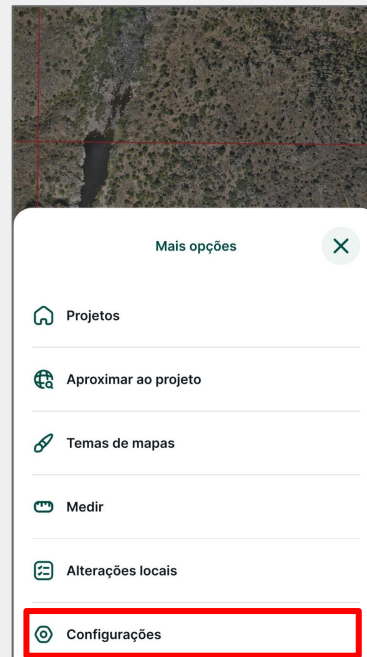 Mais opções
Projetos
Aproximar ao projeto
Temas de mapas
Medir
Alterações locais
Configurações